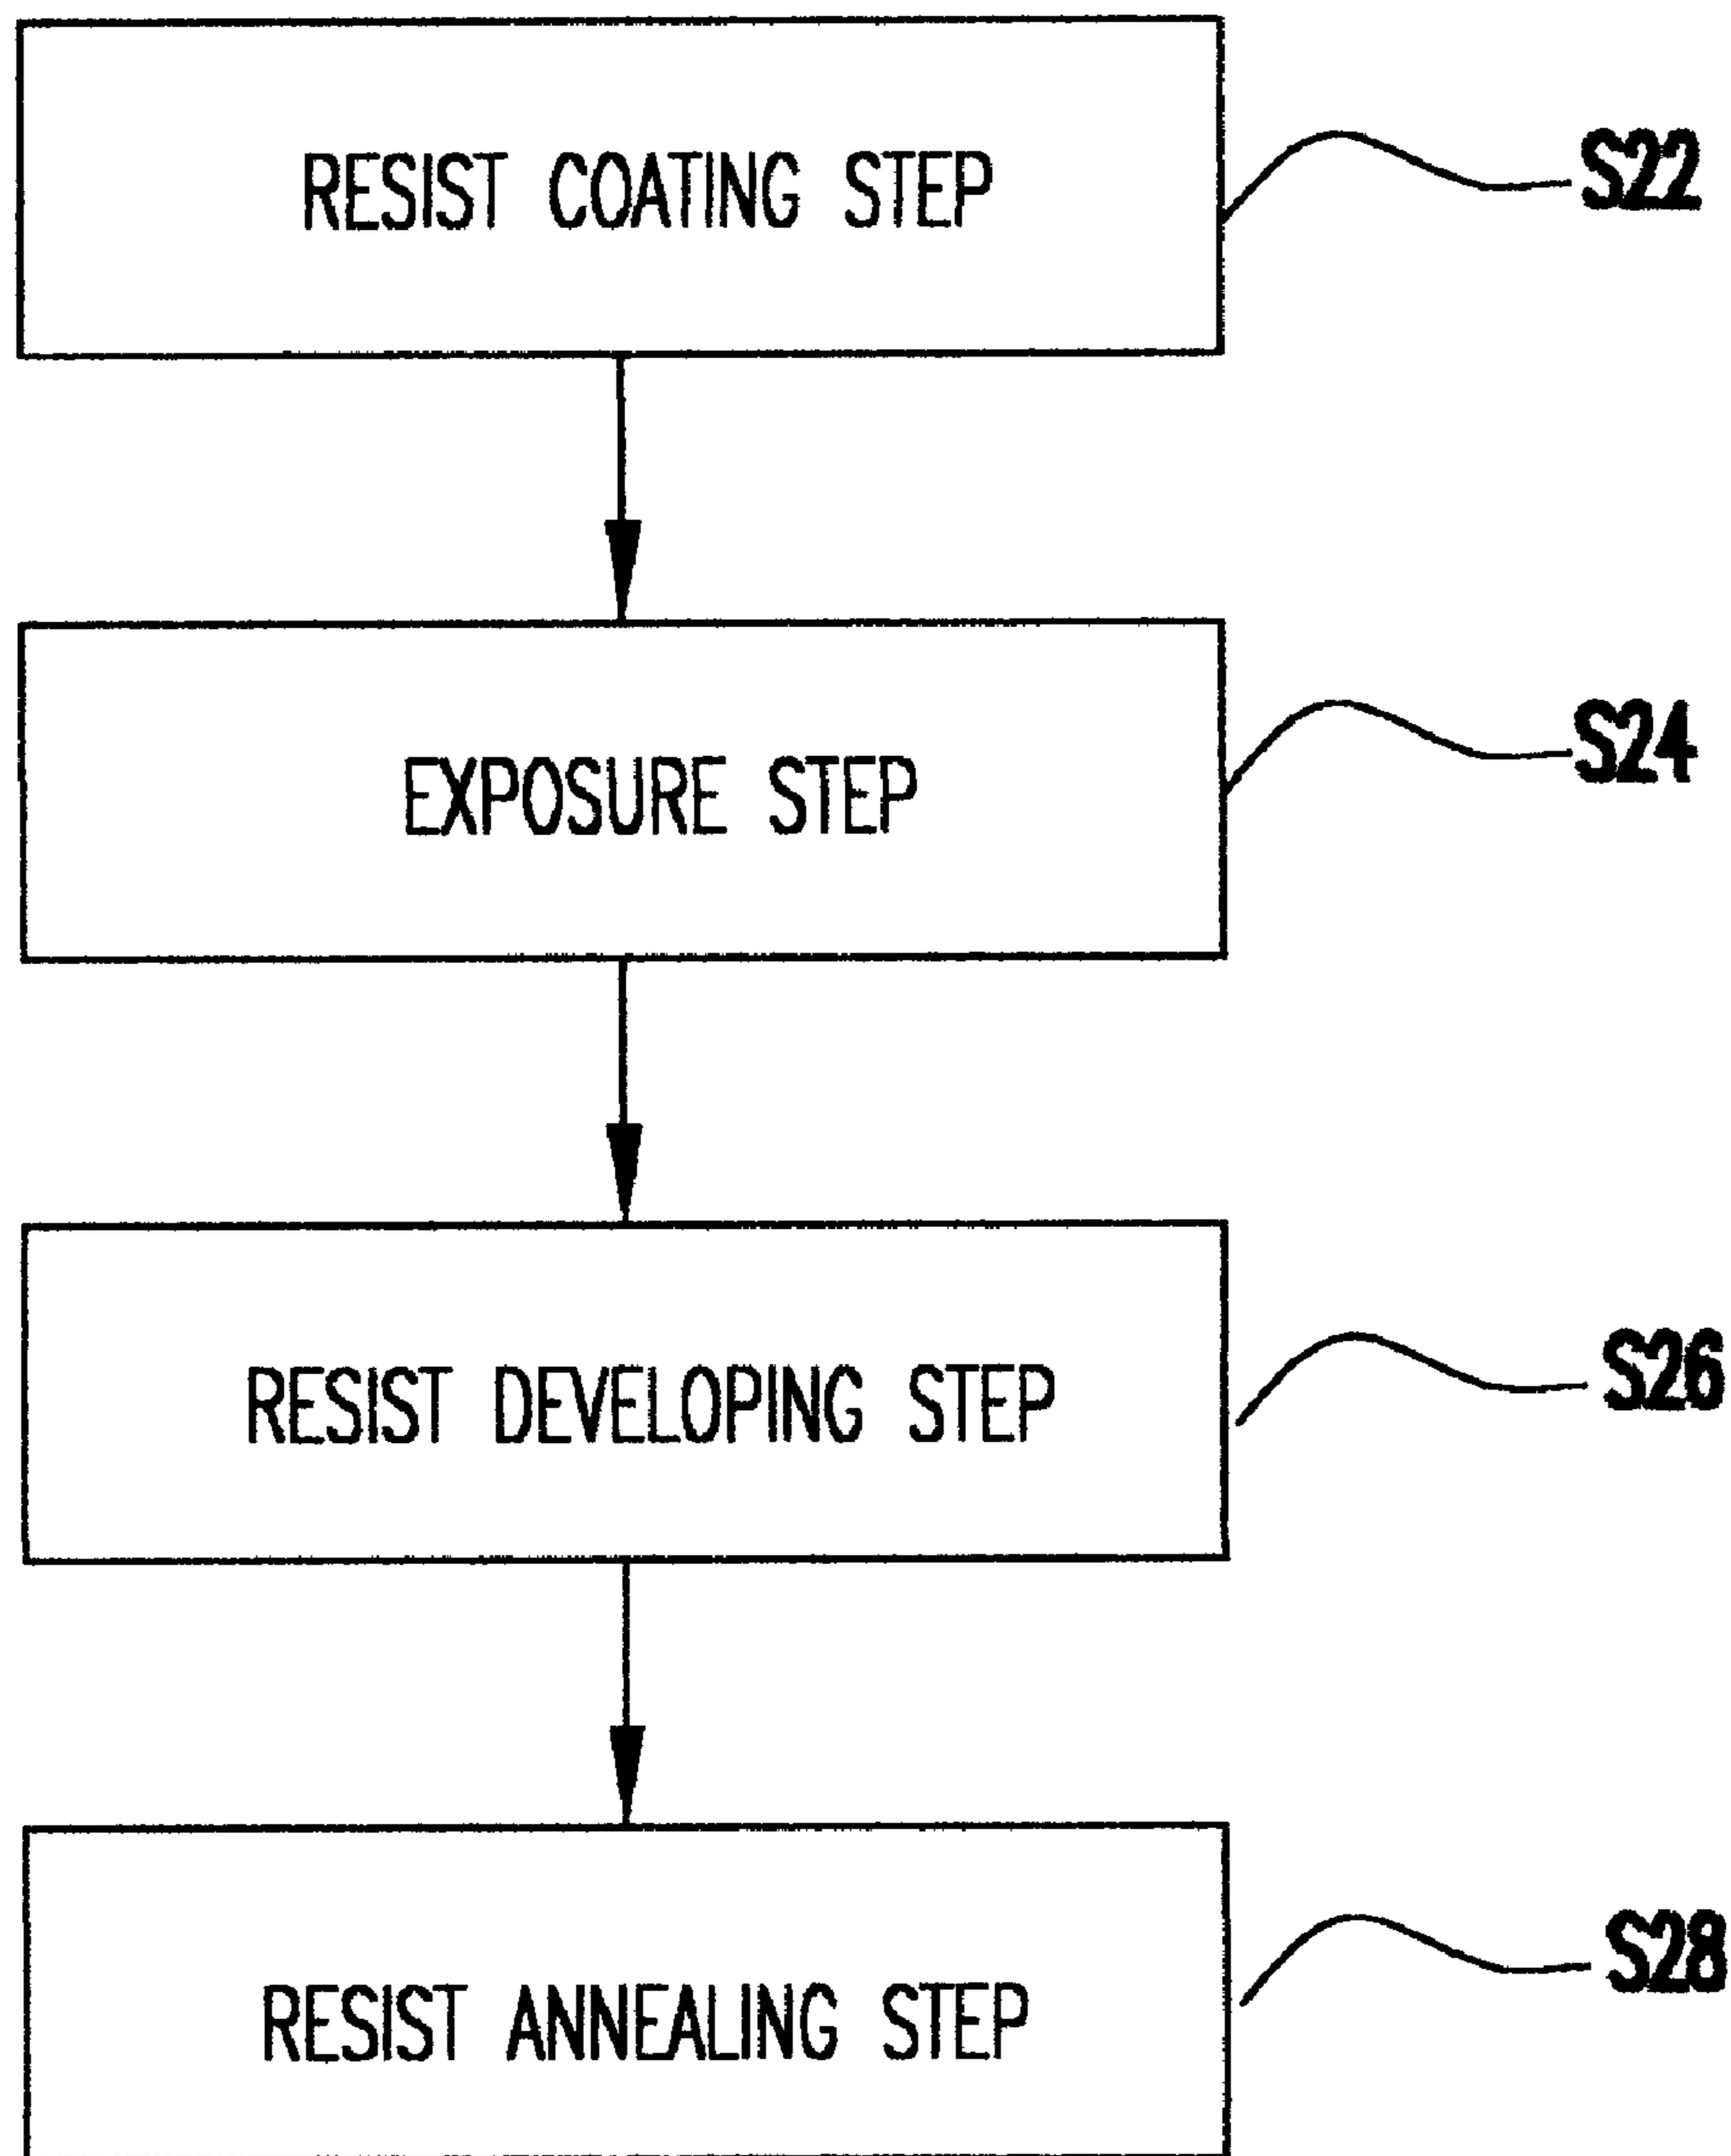 RESIST COATING STEP
S22
EXPOSURE STEP
S24
RESIST DEVELOPING STEP
S26
RESIST ANNEALING STEP
S28